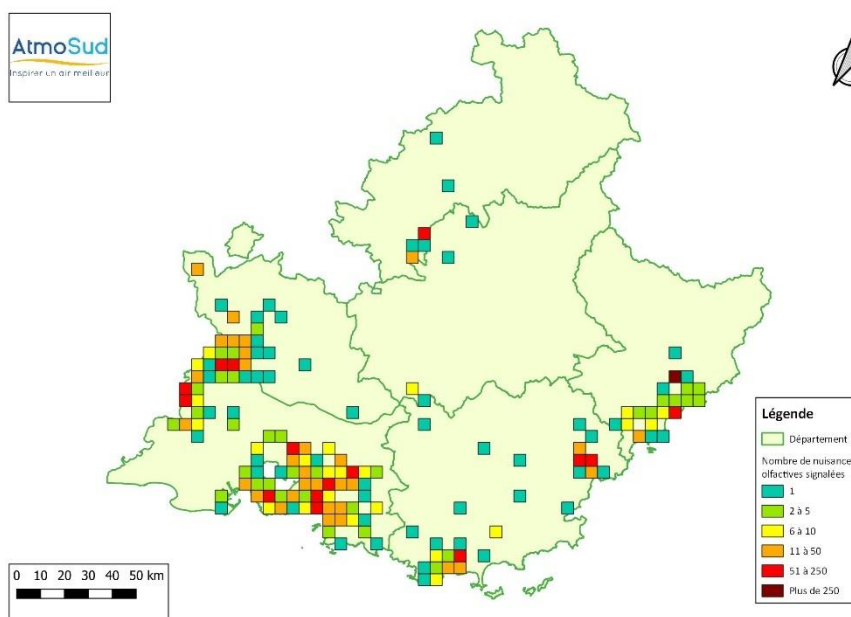 AtmoSud
Inspirer un air meilleur
Légende
Département
Nombre de nuisances
olfactives signalées
1
2 à 5
6 à 10
11 à 50
51 à 250
Plus de 250
0 10 20 30 40 50 km